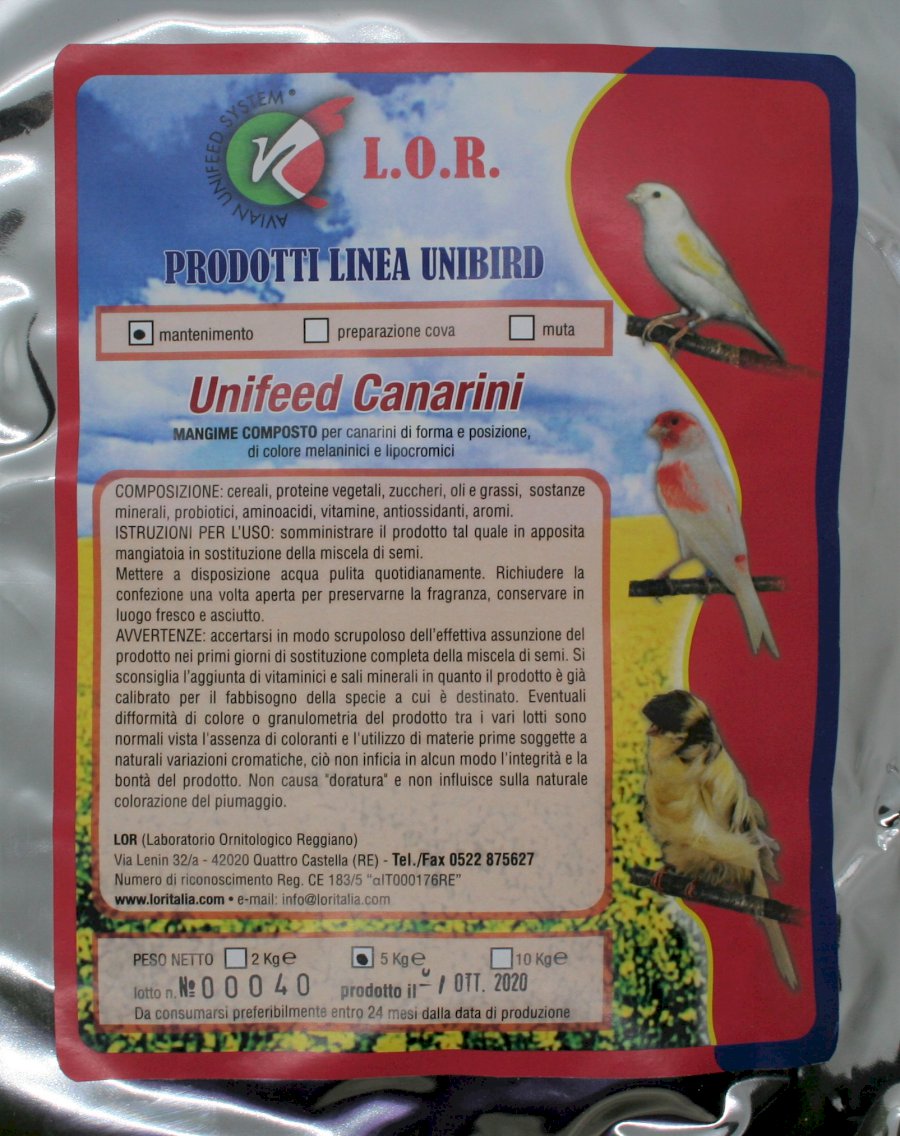 AVIAN UNIFEED SYSTEM®
L.O.R.
PRODOTTI LINEA UNIBIRD
mantenimento preparazione cova muta
Unifeed Canarini
MANGIME COMPOSTO per canarini di forma e posizione,
di colore melaninici e lipocromici
COMPOSIZIONE: cereali, proteine vegetali, zuccheri, oli e grassi, sostanze
minerali, probiotici, aminoacidi, vitamine, antiossidanti, aromi.
ISTRUZIONI PER L'USO: somministrare il prodotto tal quale in apposita
mangiatoia in sostituzione della miscela di semi.
Mettere a disposizione acqua pulita quotidianamente. Richiudere la
confezione una volta aperta per preservarne la fragranza, conservare in
luogo fresco e asciutto.
AVVERTENZE: accertarsi in modo scrupoloso dell'effettiva assunzione del
prodotto nei primi giorni di sostituzione completa della miscela di semi. Si
sconsiglia l'aggiunta di vitaminici e sali minerali in quanto il prodotto è già
calibrato per il fabbisogno della specie a cui è destinato. Eventuali
difformità di colore o granulometria del prodotto tra i vari lotti sono
normali vista l'assenza di coloranti e l'utilizzo di materie prime soggette a
naturali variazioni cromatiche, ciò non inficia in alcun modo l'integrità e la
bontà del prodotto. Non causa "doratura" e non influisce sulla naturale
colorazione del piumaggio.
LOR (Laboratorio Ornitologico Reggiano)
Via Lenin 32/a - 42020 Quattro Castella (RE) - Tel./Fax 0522 875627
Numero di riconoscimento Reg. CE 183/5 "αIT000176RE"
www.loritalia.com • e-mail: info@loritalia.com
PESO NETTO 2 Kg℮ 5 Kg℮ 10 Kg℮
lotto n. № 00040 prodotto il OTT. 2020
Da consumarsi preferibilmente entro 24 mesi dalla data di produzione